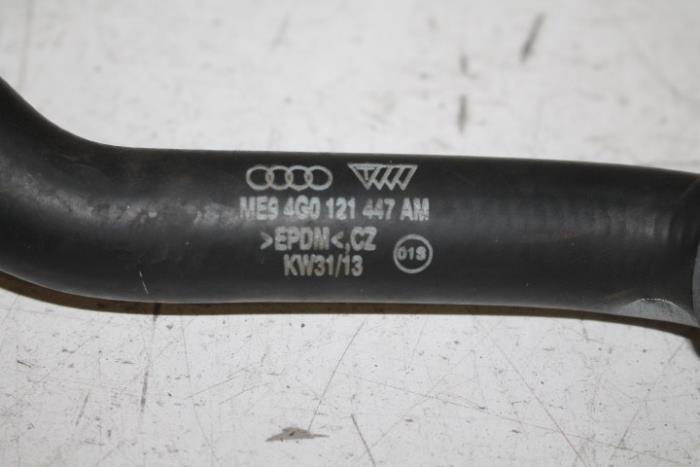 ME9 4G0 121 447 AM
>EPDM<,CZ
KW31/13
01S